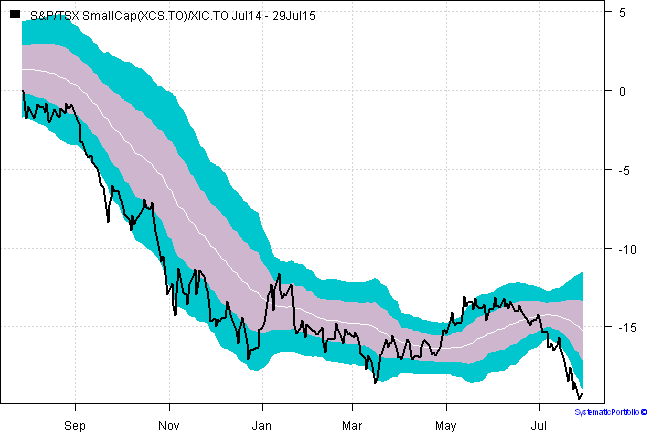 S&P/TSX SmallCap(XCS.TO)/XIC.TO Jul14 - 29Jul15
5
0
-5
-10
-15
Sep Nov Jan Mar May Jul
SystematicPortfolio ©